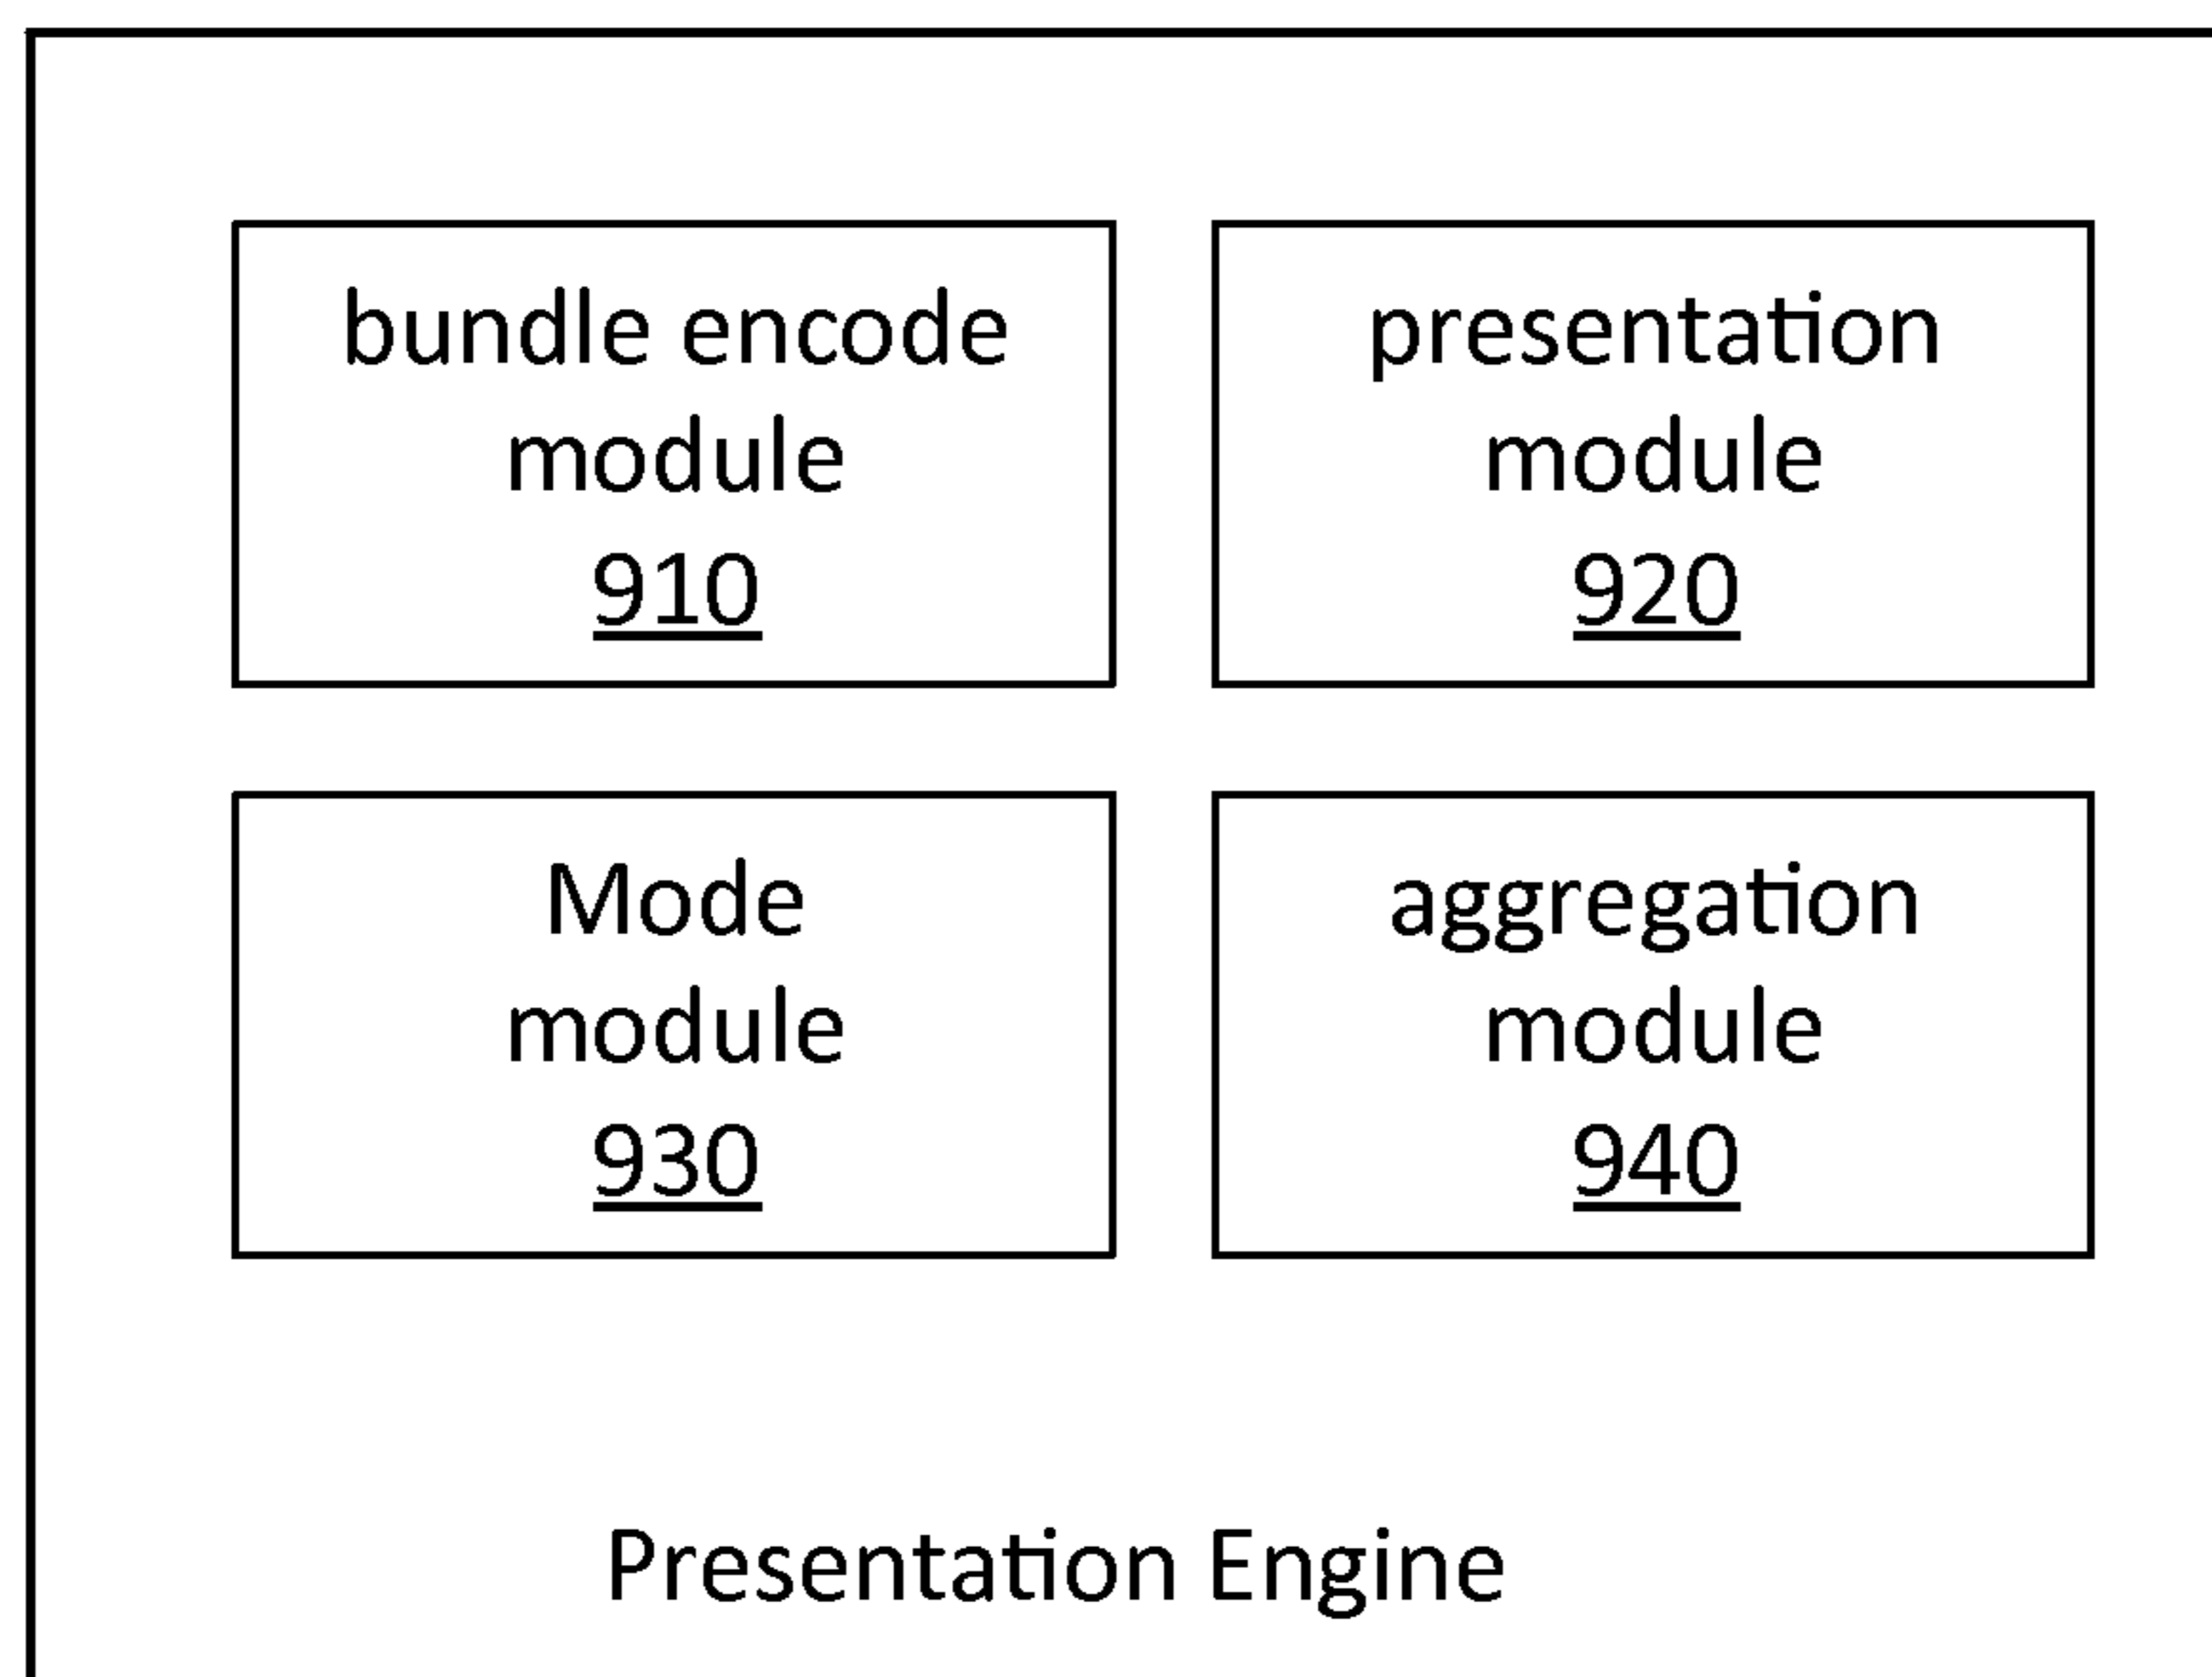 bundle encode
module
910
presentation
module
920
Mode
module
930
aggregation
module
940
Presentation Engine